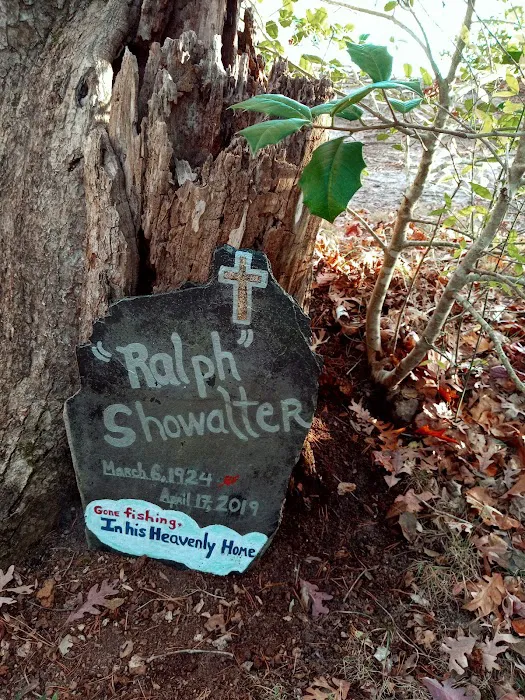 "Ralph"
Showalter
March 6, 1924
April 17, 2019
Gone fishing,
In his Heavenly Home